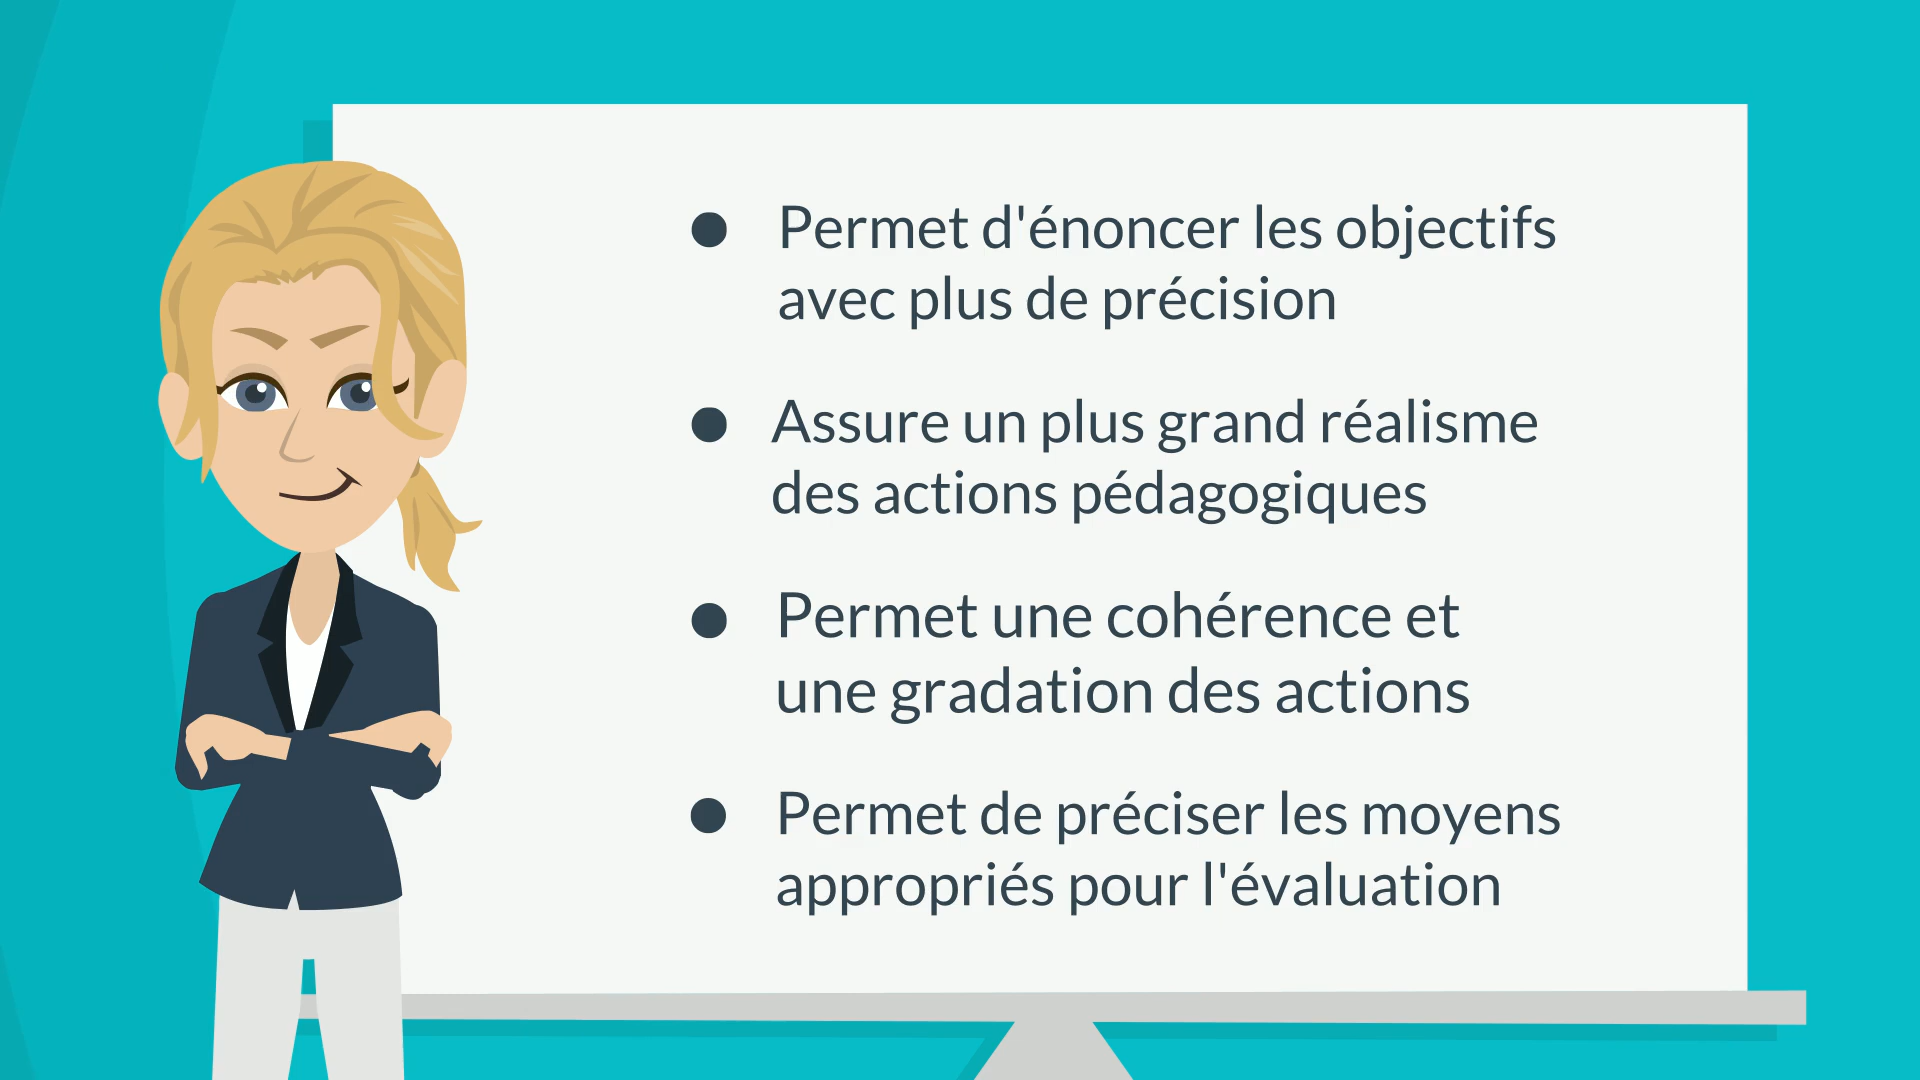 ● Permet d'énoncer les objectifs
avec plus de précision
● Assure un plus grand réalisme
des actions pédagogiques
● Permet une cohérence et
une gradation des actions
● Permet de préciser les moyens
appropriés pour l'évaluation